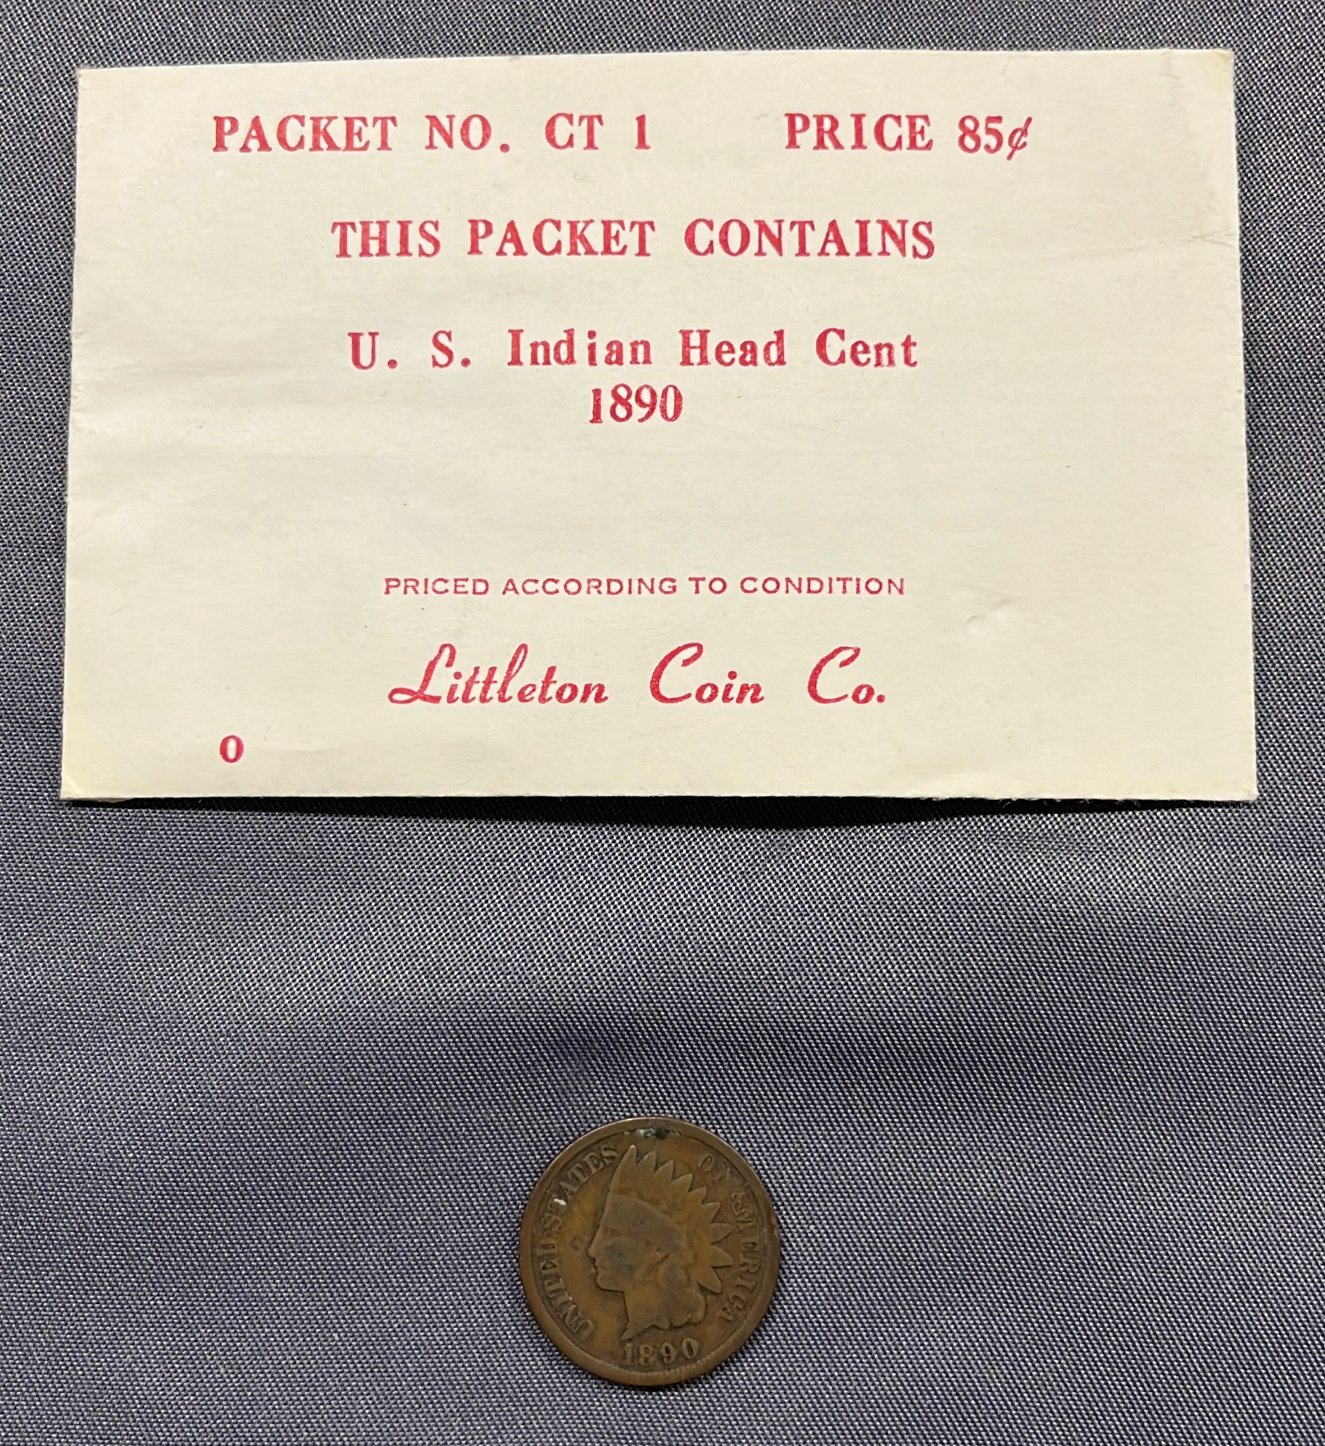 PACKET NO. CT 1 PRICE 85¢
THIS PACKET CONTAINS
U. S. Indian Head Cent
1890
PRICED ACCORDING TO CONDITION
Littleton Coin Co.
O
UNITED STATES OF AMERICA
1890